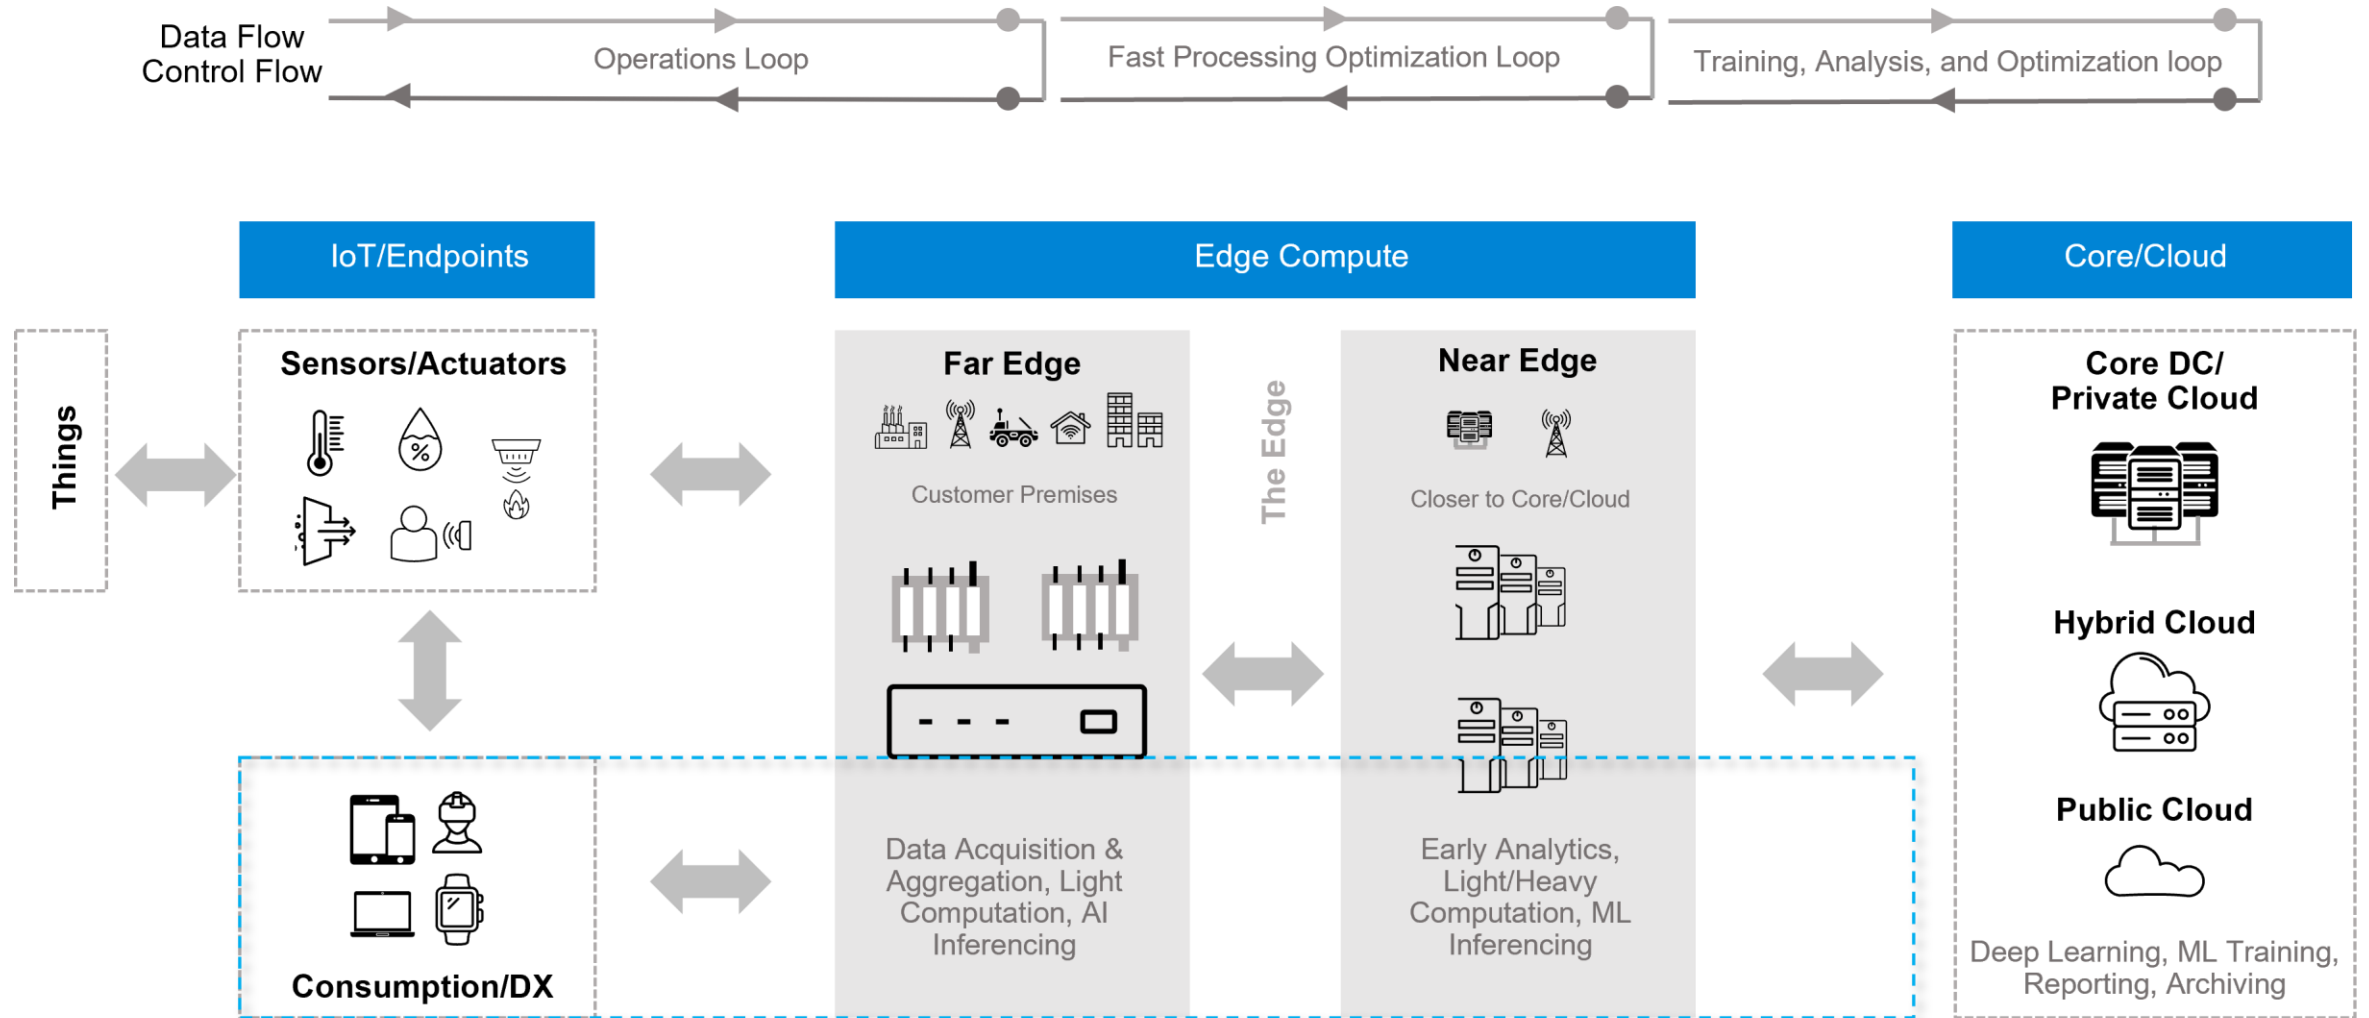 Data Flow
Control Flow
Operations Loop
Fast Processing Optimization Loop
Training, Analysis, and Optimization loop
IoT/Endpoints
Edge Compute
Core/Cloud
Things
Sensors/Actuators
%
Far Edge
Customer Premises
The Edge
Near Edge
Closer to Core/Cloud
Core DC/
Private Cloud
Hybrid Cloud
Public Cloud
Consumption/DX
Data Acquisition &
Aggregation, Light
Computation, AI
Inferencing
Early Analytics,
Light/Heavy
Computation, ML
Inferencing
Deep Learning, ML Training,
Reporting, Archiving